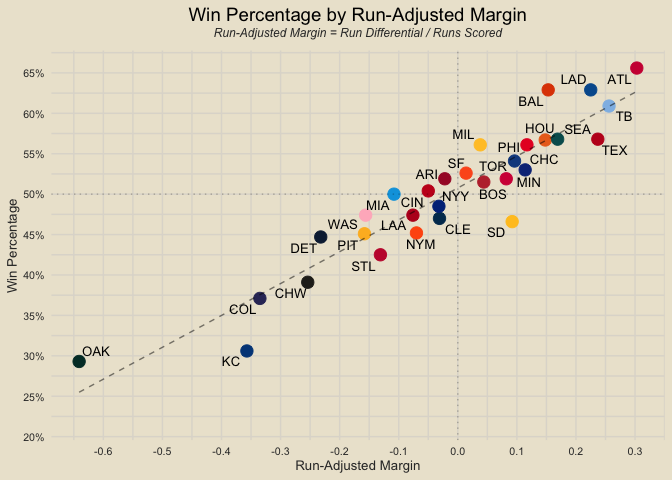 Win Percentage by Run-Adjusted Margin
Run-Adjusted Margin = Run Differential / Runs Scored
Win Percentage
65%
60%
55%
50%
45%
40%
35%
30%
25%
20%
LAD
ATL
BAL
TB
HOU
SEA
MIL
PHI
TEX
SF
TOR
CHC
ARI
MIN
CIN
NYY
BOS
MIA
WAS
LAA
CLE
SD
PIT
NYM
DET
STL
CHW
COL
OAK
KC
-0.6
-0.5
-0.4
-0.3
-0.2
-0.1
0.0
0.1
0.2
0.3
Run-Adjusted Margin